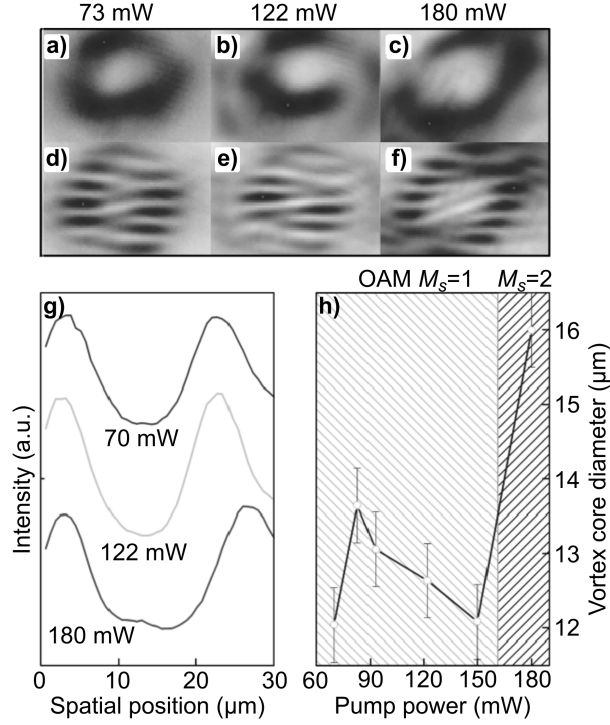 73 mW 122 mW 180 mW
a) b) c)
d) e) f)
OAM Mₛ=1 Mₛ=2
g) h)
70 mW
122 mW
180 mW
Intensity (a.u.)
0 10 20 30
Spatial position (µm)
16
15
14
13
12
Vortex core diameter (µm)
60 90 120 150 180
Pump power (mW)